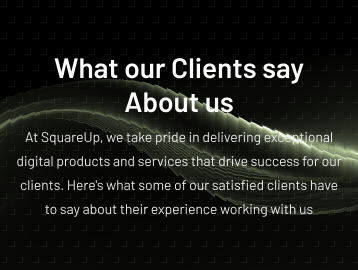 What our Clients say
About us
At SquareUp, we take pride in delivering exceptional
digital products and services that drive success for our
clients. Here's what some of our satisfied clients have
to say about their experience working with us